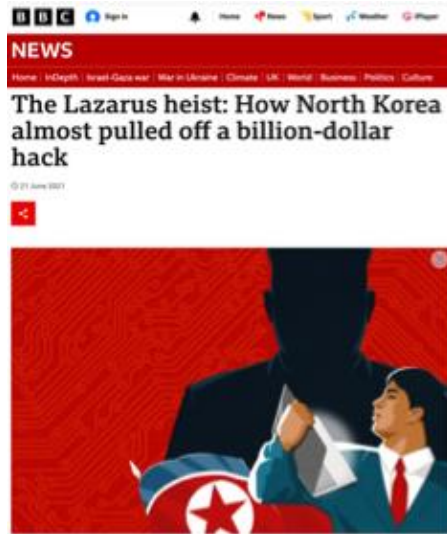 BBC Sign in Home News Sport Weather iPlayer
NEWS
Home InDepth Israel-Gaza war War in Ukraine Climate UK World Business Politics Culture
The Lazarus heist: How North Korea
almost pulled off a billion-dollar
hack
21 June 2021